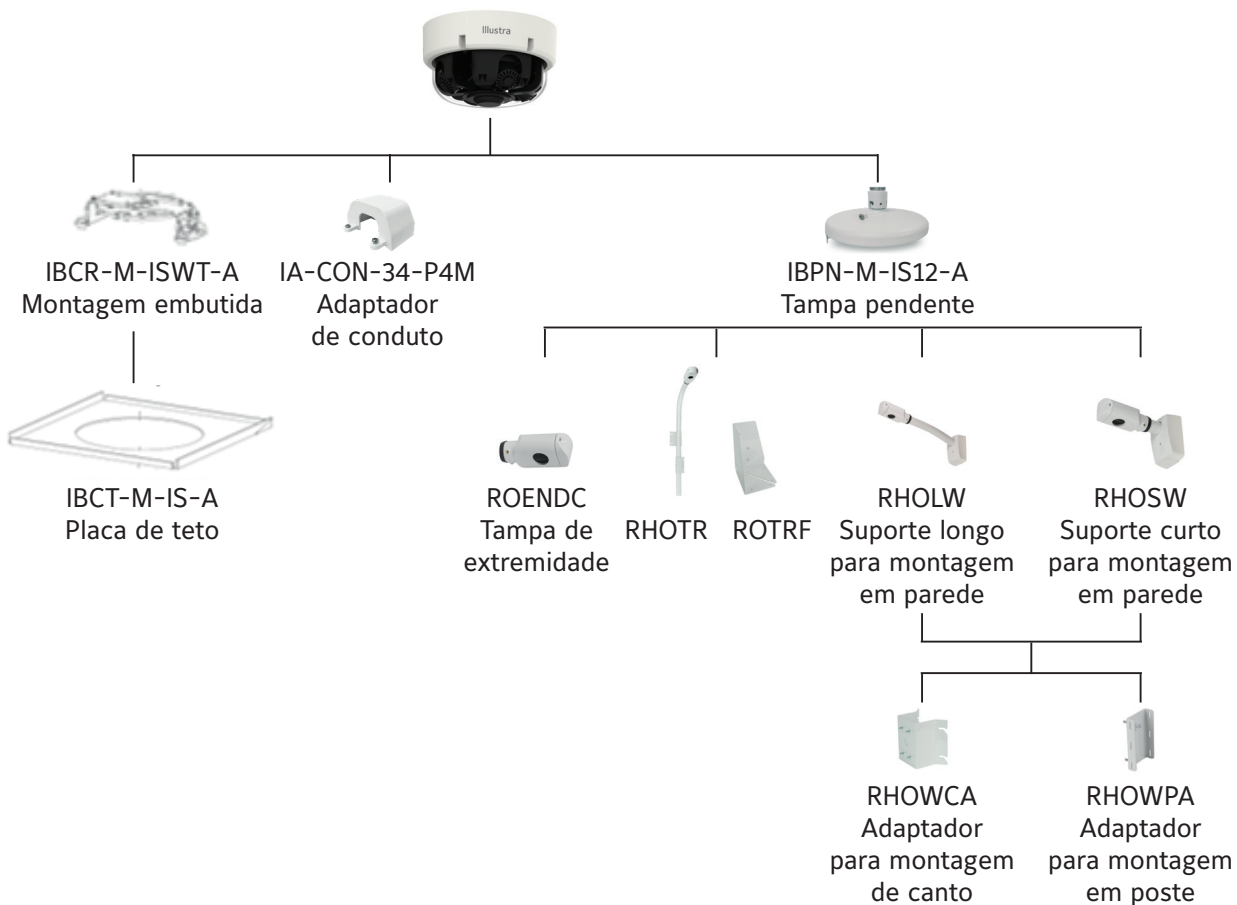 Illustra
IBCR-M-ISWT-A
Montagem embutida
IA-CON-34-P4M
Adaptador
de conduto
IBPN-M-IS12-A
Tampa pendente
IBCT-M-IS-A
Placa de teto
ROENDC
Tampa de
extremidade
RHOTR
ROTRF
RHOLW
Suporte longo
para montagem
em parede
RHOSW
Suporte curto
para montagem
em parede
RHOWCA
Adaptador
para montagem
de canto
RHOWPA
Adaptador
para montagem
em poste